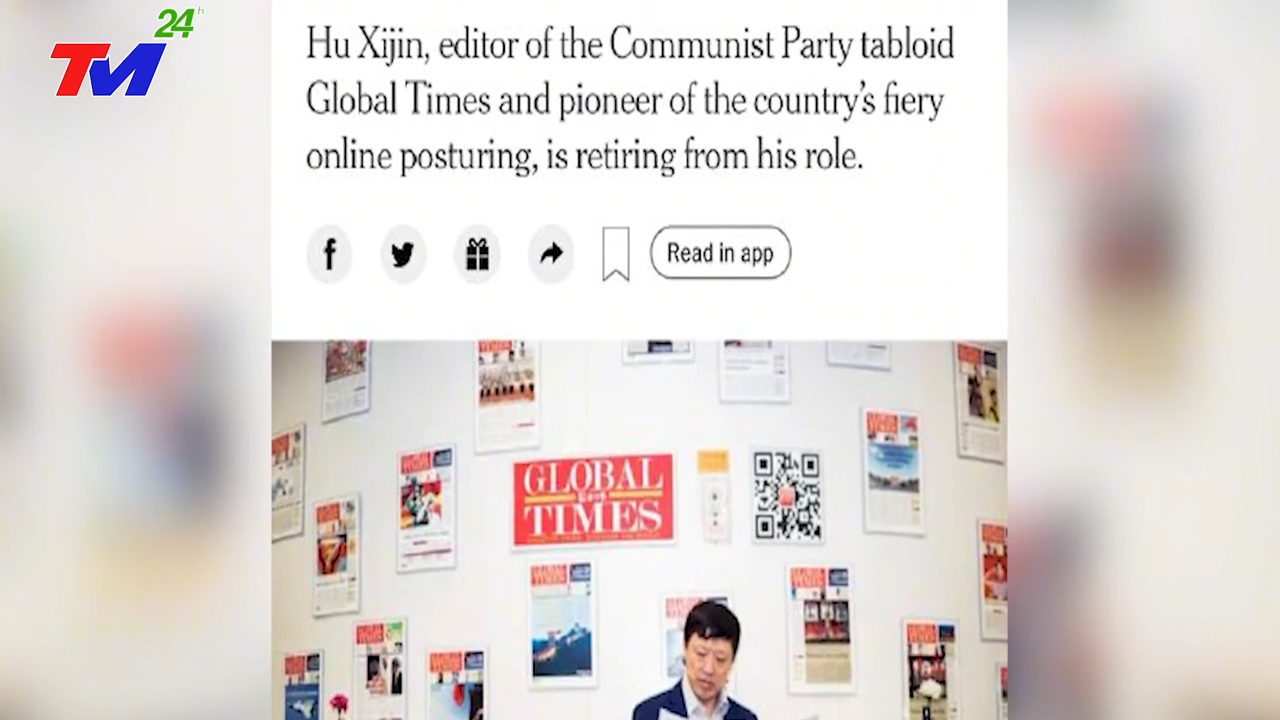 24h
TM
Hu Xijin, editor of the Communist Party tabloid
Global Times and pioneer of the country's fiery
online posturing, is retiring from his role.
Read in app
GLOBAL
TIMES